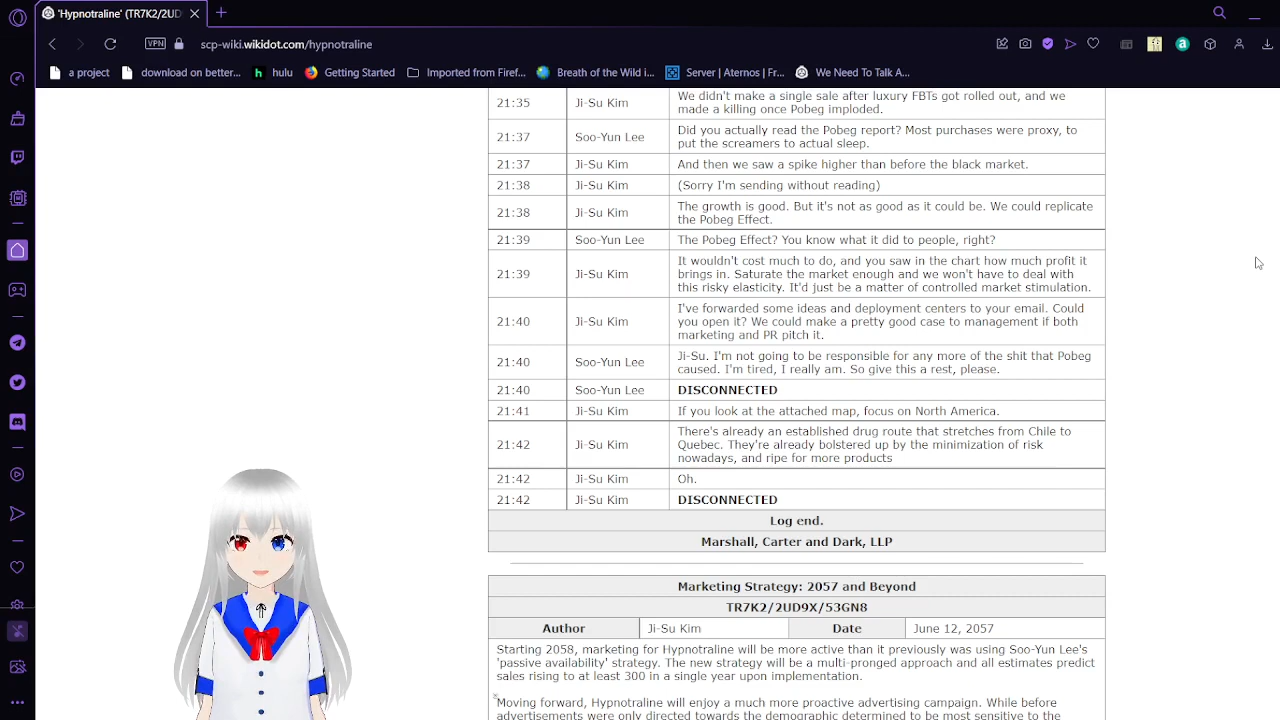 'Hypnotraline' (TR7K2/2UD
scp-wiki.wikidot.com/hypnotraline
VPN
a project
download on better...
hulu
Getting Started
Imported from Firef...
Breath of the Wild i...
Server | Aternos | Fr...
We Need To Talk A...
21:35 Ji-Su Kim We didn't make a single sale after luxury FBTs got rolled out, and we
made a killing once Pobeg imploded.
21:37 Soo-Yun Lee Did you actually read the Pobeg report? Most purchases were proxy, to
put the screamers to actual sleep.
21:37 Ji-Su Kim And then we saw a spike higher than before the black market.
21:38 Ji-Su Kim (Sorry I'm sending without reading)
21:38 Ji-Su Kim The growth is good. But it's not as good as it could be. We could replicate
the Pobeg Effect.
21:39 Soo-Yun Lee The Pobeg Effect? You know what it did to people, right?
21:39 Ji-Su Kim It wouldn't cost much to do, and you saw in the chart how much profit it
brings in. Saturate the market enough and we won't have to deal with
this risky elasticity. It'd just be a matter of controlled market stimulation.
21:40 Ji-Su Kim I've forwarded some ideas and deployment centers to your email. Could
you open it? We could make a pretty good case to management if both
marketing and PR pitch it.
21:40 Soo-Yun Lee Ji-Su. I'm not going to be responsible for any more of the shit that Pobeg
caused. I'm tired, I really am. So give this a rest, please.
21:40 Soo-Yun Lee DISCONNECTED
21:41 Ji-Su Kim If you look at the attached map, focus on North America.
21:42 Ji-Su Kim There's already an established drug route that stretches from Chile to
Quebec. They're already bolstered up by the minimization of risk
nowadays, and ripe for more products
21:42 Ji-Su Kim Oh.
21:42 Ji-Su Kim DISCONNECTED
Log end.
Marshall, Carter and Dark, LLP
Marketing Strategy: 2057 and Beyond
TR7K2/2UD9X/53GN8
Author Ji-Su Kim Date June 12, 2057
Starting 2058, marketing for Hypnotraline will be more active than it previously was using Soo-Yun Lee's
'passive availability' strategy. The new strategy will be a multi-pronged approach and all estimates predict
sales rising to at least 300 in a single year upon implementation.
Moving forward, Hypnotraline will enjoy a much more proactive advertising campaign. While before
advertisements were only directed towards the demographic determined to be most sensitive to the